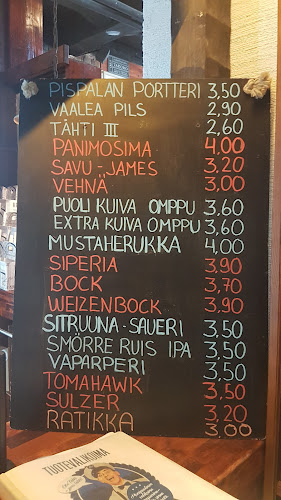 PISPALAN PORTTERI 3,50
VAALEA PILS 2,90
TÄHTI III 2,60
PANIMOSIMA 4,00
SAVU-JAMES 3,20
VEHNÄ 3,00
PUOLI KUIVA OMPPU 3,60
EXTRA KUIVA OMPPU 3,60
MUSTAHERUKKA 4,00
SIPERIA 3,90
BOCK 3,70
WEIZENBOCK 3,90
SITRUUNA-SAUERI 3,50
SMÖRRE RUIS IPA 3,50
VAPARPERI 3,50
TOMAHAWK 3,50
SULZER 3,20
RATIKKA 3,00
TUOTEVALIKOIMA